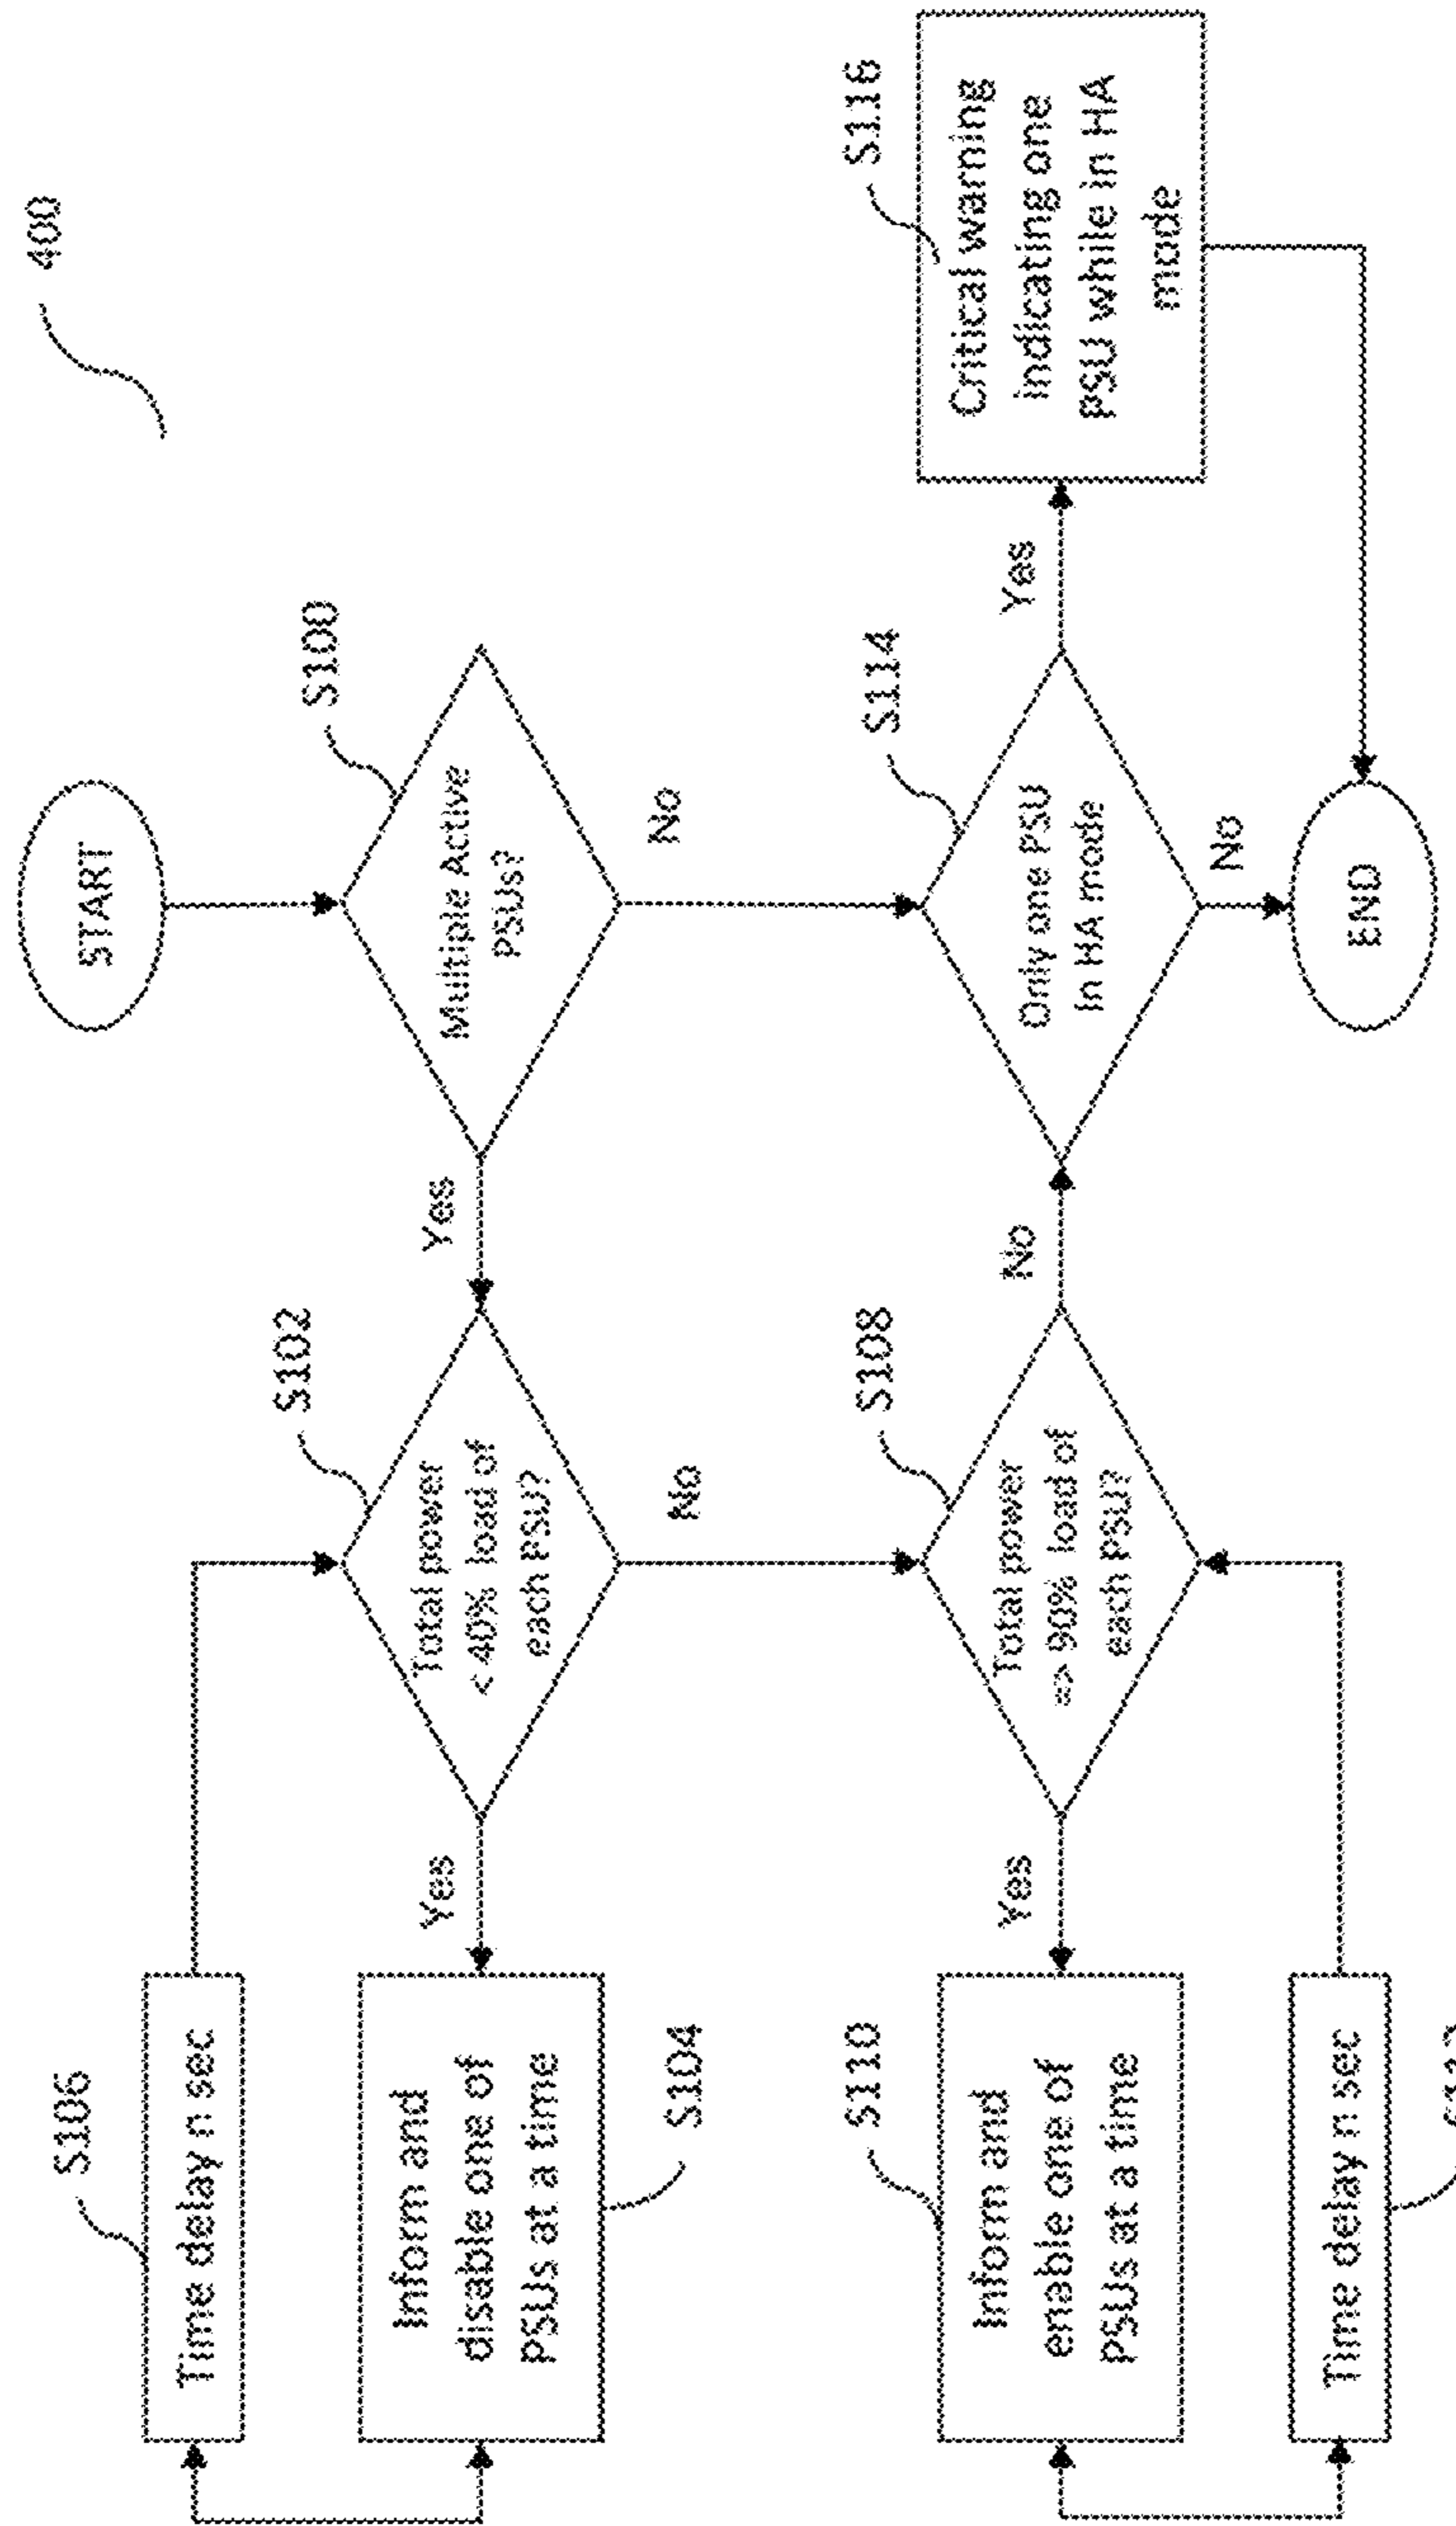 400
START
S100
Multiple Active
PSUs?
Yes
No
S102
Total power
< 40% load of
each PSU?
Yes
No
S106
Time delay n sec
Inform and
disable one of
PSUs at a time
S104
S108
Total power
=> 90% load of
each PSU?
Yes
No
S110
Inform and
enable one of
PSUs at a time
Time delay n sec
S114
Only one PSU
in HA mode
Yes
No
S116
Critical warning
indicating one
PSU while in HA
mode
END